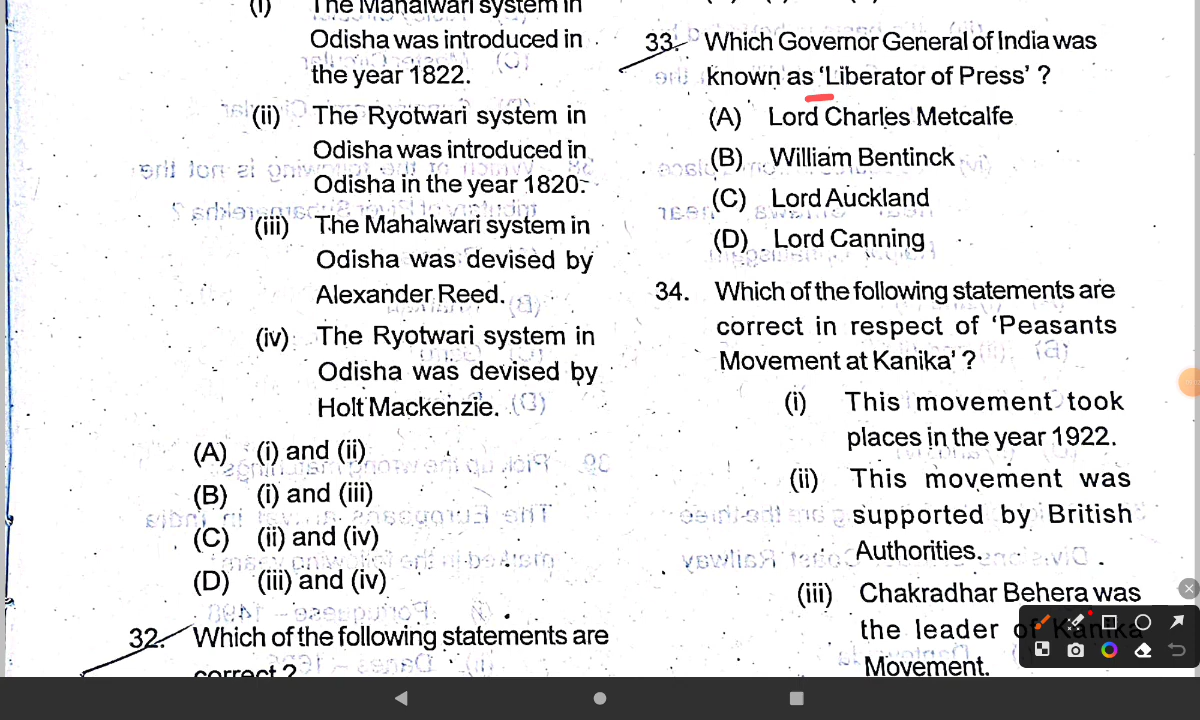 (i) The Mahalwari system in
Odisha was introduced in
the year 1822.
(ii) The Ryotwari system in
Odisha was introduced in
Odisha in the year 1820.
(iii) The Mahalwari system in
Odisha was devised by
Alexander Reed.
(iv) The Ryotwari system in
Odisha was devised by
Holt Mackenzie.
(A) (i) and (ii)
(B) (i) and (iii)
(C) (ii) and (iv)
(D) (iii) and (iv)
32. Which of the following statements are
correct ?
33. Which Governor General of India was
known as ‘Liberator of Press’ ?
(A) Lord Charles Metcalfe
(B) William Bentinck
(C) Lord Auckland
(D) Lord Canning
34. Which of the following statements are
correct in respect of ‘Peasants
Movement at Kanika’ ?
(i) This movement took
places in the year 1922.
(ii) This movement was
supported by British
Authorities.
(iii) Chakradhar Behera was
the leader of Kanika
Movement.